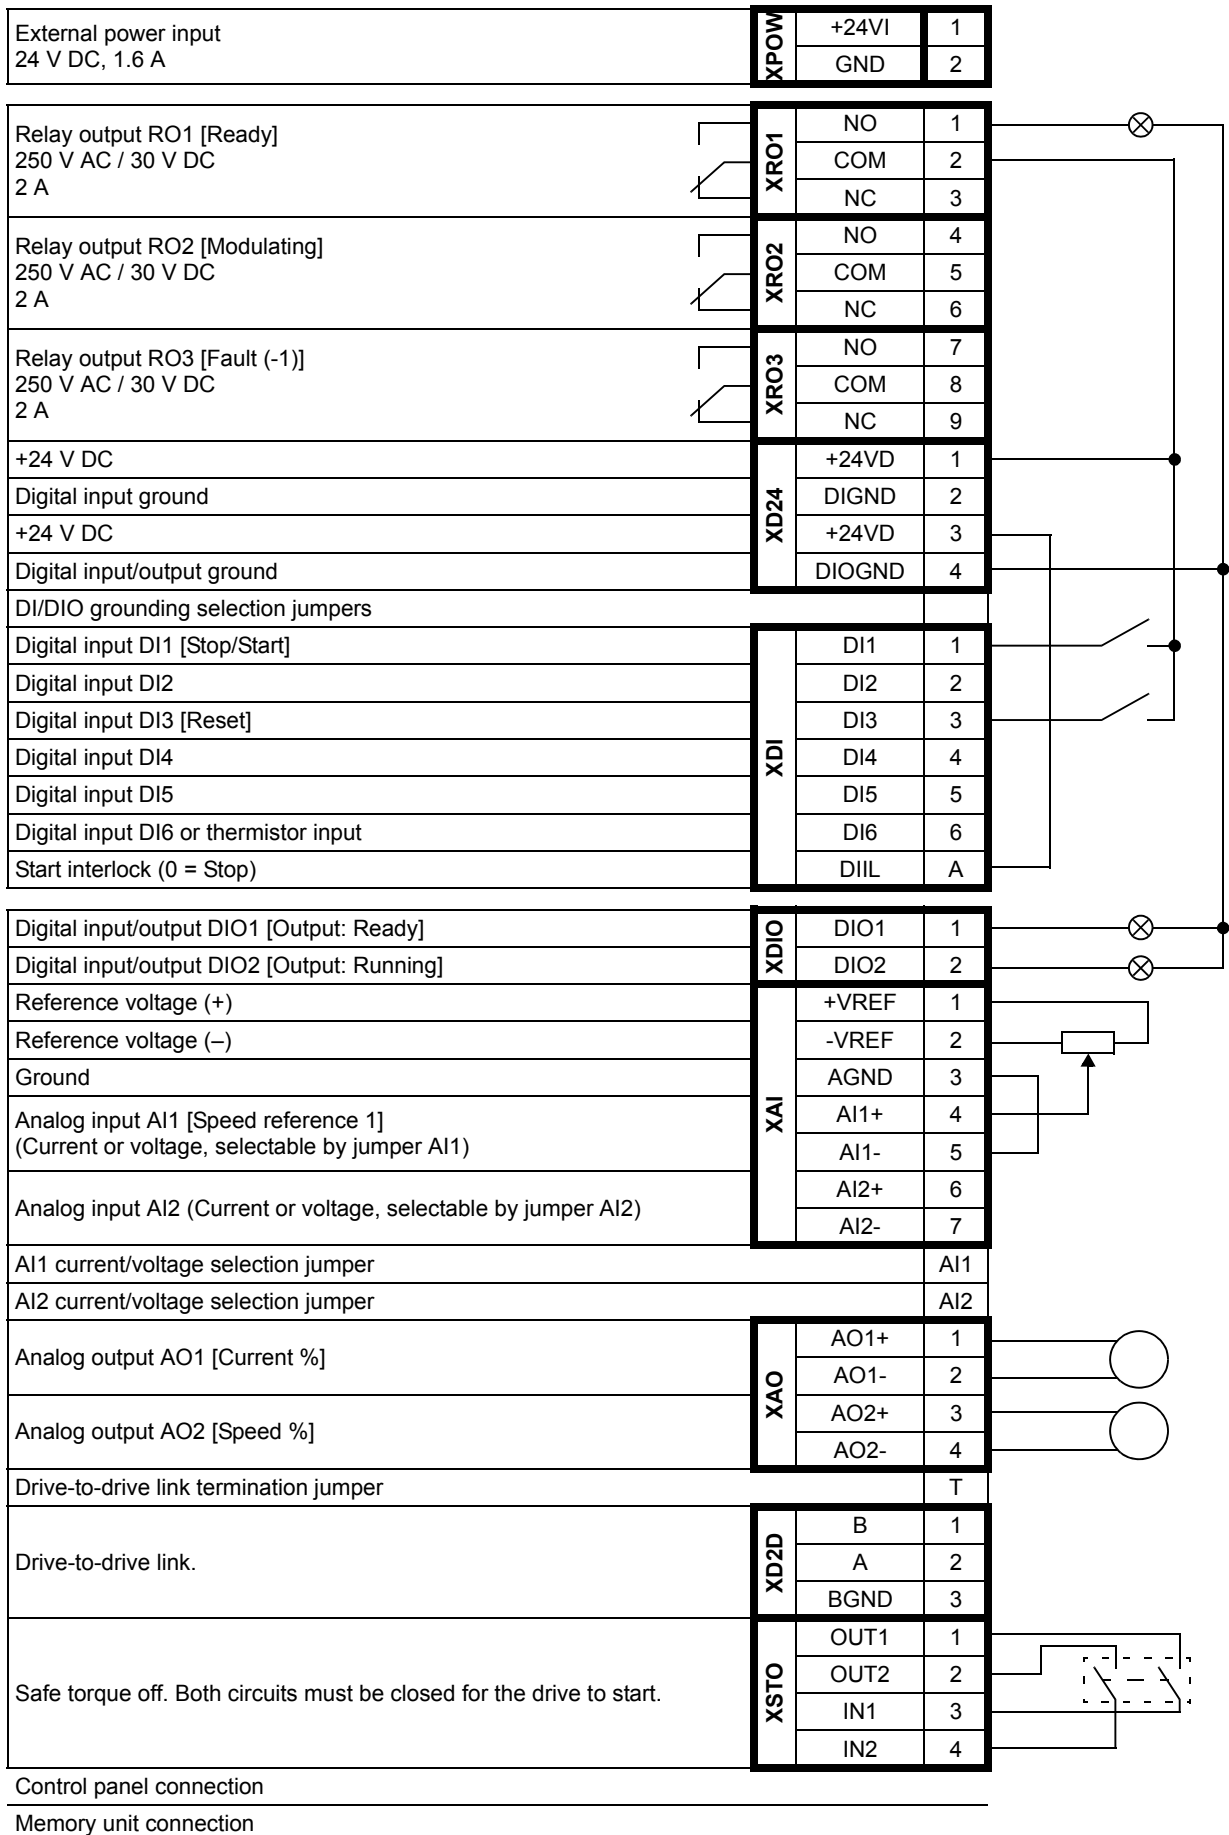 External power input
24 V DC, 1.6 A
XPOW
+24VI 1
GND 2
Relay output RO1 [Ready]
250 V AC / 30 V DC
2 A
XRO1
NO 1
COM 2
NC 3
Relay output RO2 [Modulating]
250 V AC / 30 V DC
2 A
XRO2
NO 4
COM 5
NC 6
Relay output RO3 [Fault (-1)]
250 V AC / 30 V DC
2 A
XRO3
NO 7
COM 8
NC 9
XD24
+24 V DC +24VD 1
Digital input ground DIGND 2
+24 V DC +24VD 3
Digital input/output ground DIOGND 4
DI/DIO grounding selection jumpers
XDI
Digital input DI1 [Stop/Start] DI1 1
Digital input DI2 DI2 2
Digital input DI3 [Reset] DI3 3
Digital input DI4 DI4 4
Digital input DI5 DI5 5
Digital input DI6 or thermistor input DI6 6
Start interlock (0 = Stop) DIIL A
XDIO
Digital input/output DIO1 [Output: Ready] DIO1 1
Digital input/output DIO2 [Output: Running] DIO2 2
XAI
Reference voltage (+) +VREF 1
Reference voltage (–) -VREF 2
Ground AGND 3
Analog input AI1 [Speed reference 1]
(Current or voltage, selectable by jumper AI1)
AI1+ 4
AI1- 5
Analog input AI2 (Current or voltage, selectable by jumper AI2)
AI2+ 6
AI2- 7
AI1 current/voltage selection jumper AI1
AI2 current/voltage selection jumper AI2
XAO
Analog output AO1 [Current %]
AO1+ 1
AO1- 2
Analog output AO2 [Speed %]
AO2+ 3
AO2- 4
Drive-to-drive link termination jumper T
XD2D
Drive-to-drive link.
B 1
A 2
BGND 3
XSTO
Safe torque off. Both circuits must be closed for the drive to start.
OUT1 1
OUT2 2
IN1 3
IN2 4
Control panel connection
Memory unit connection